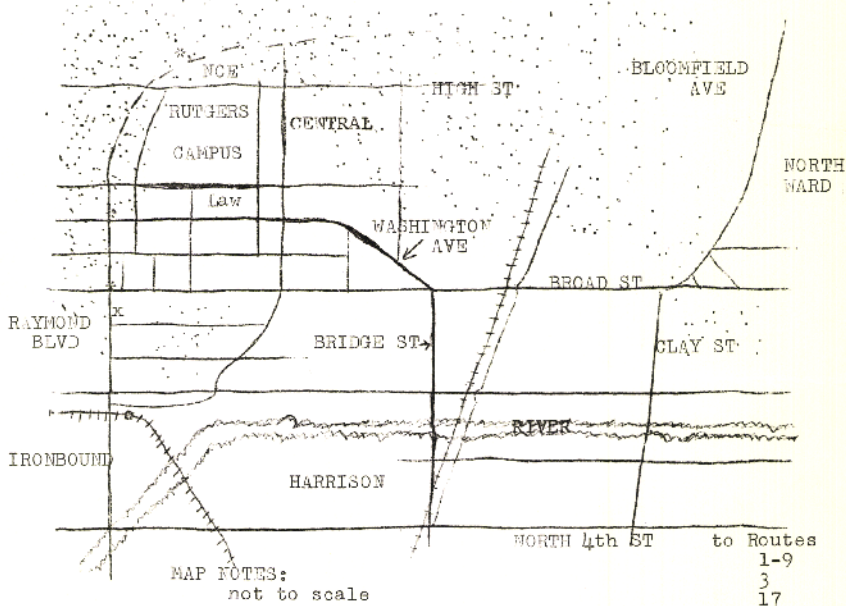 NCE
BLOOMFIELD
AVE
HIGH ST
RUTGERS
CENTRAL
CAMPUS
NORTH
WARD
Law
WASHINGTON
AVE
BROAD ST
x
RAYMOND
BLVD
BRIDGE ST
CLAY ST
RIVER
IRONBOUND
HARRISON
NORTH 4th ST
to Routes
1-9
3
17
MAP NOTES:
not to scale